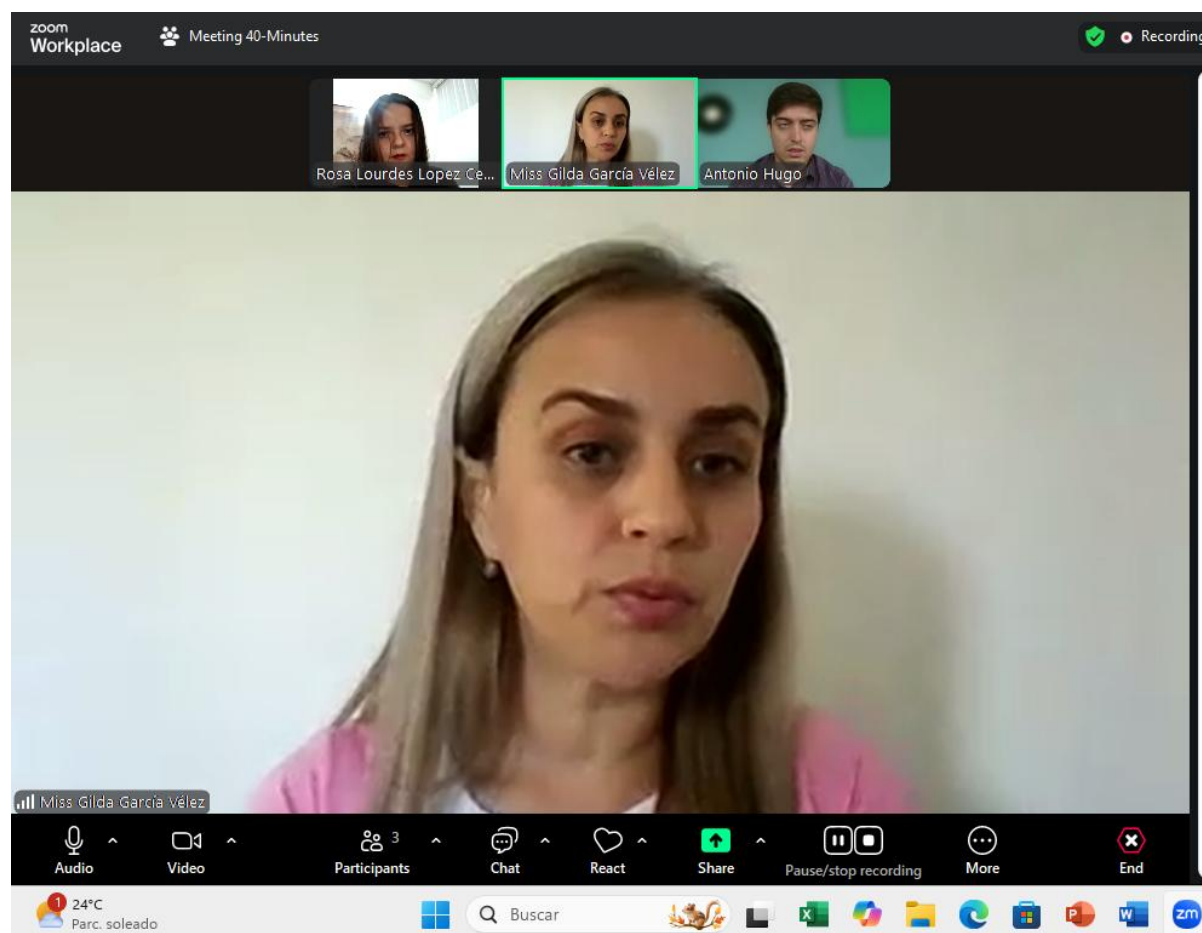 zoom
Workplace
Meeting 40-Minutes
Recording
Rosa Lourdes Lopez Ce...
Miss Gilda García Vélez
Antonio Hugo
Miss Gilda García Vélez
Audio
Video
3
Participants
Chat
React
Share
Pause/stop recording
More
End
1
24°C
Parc. soleado
Buscar
zm